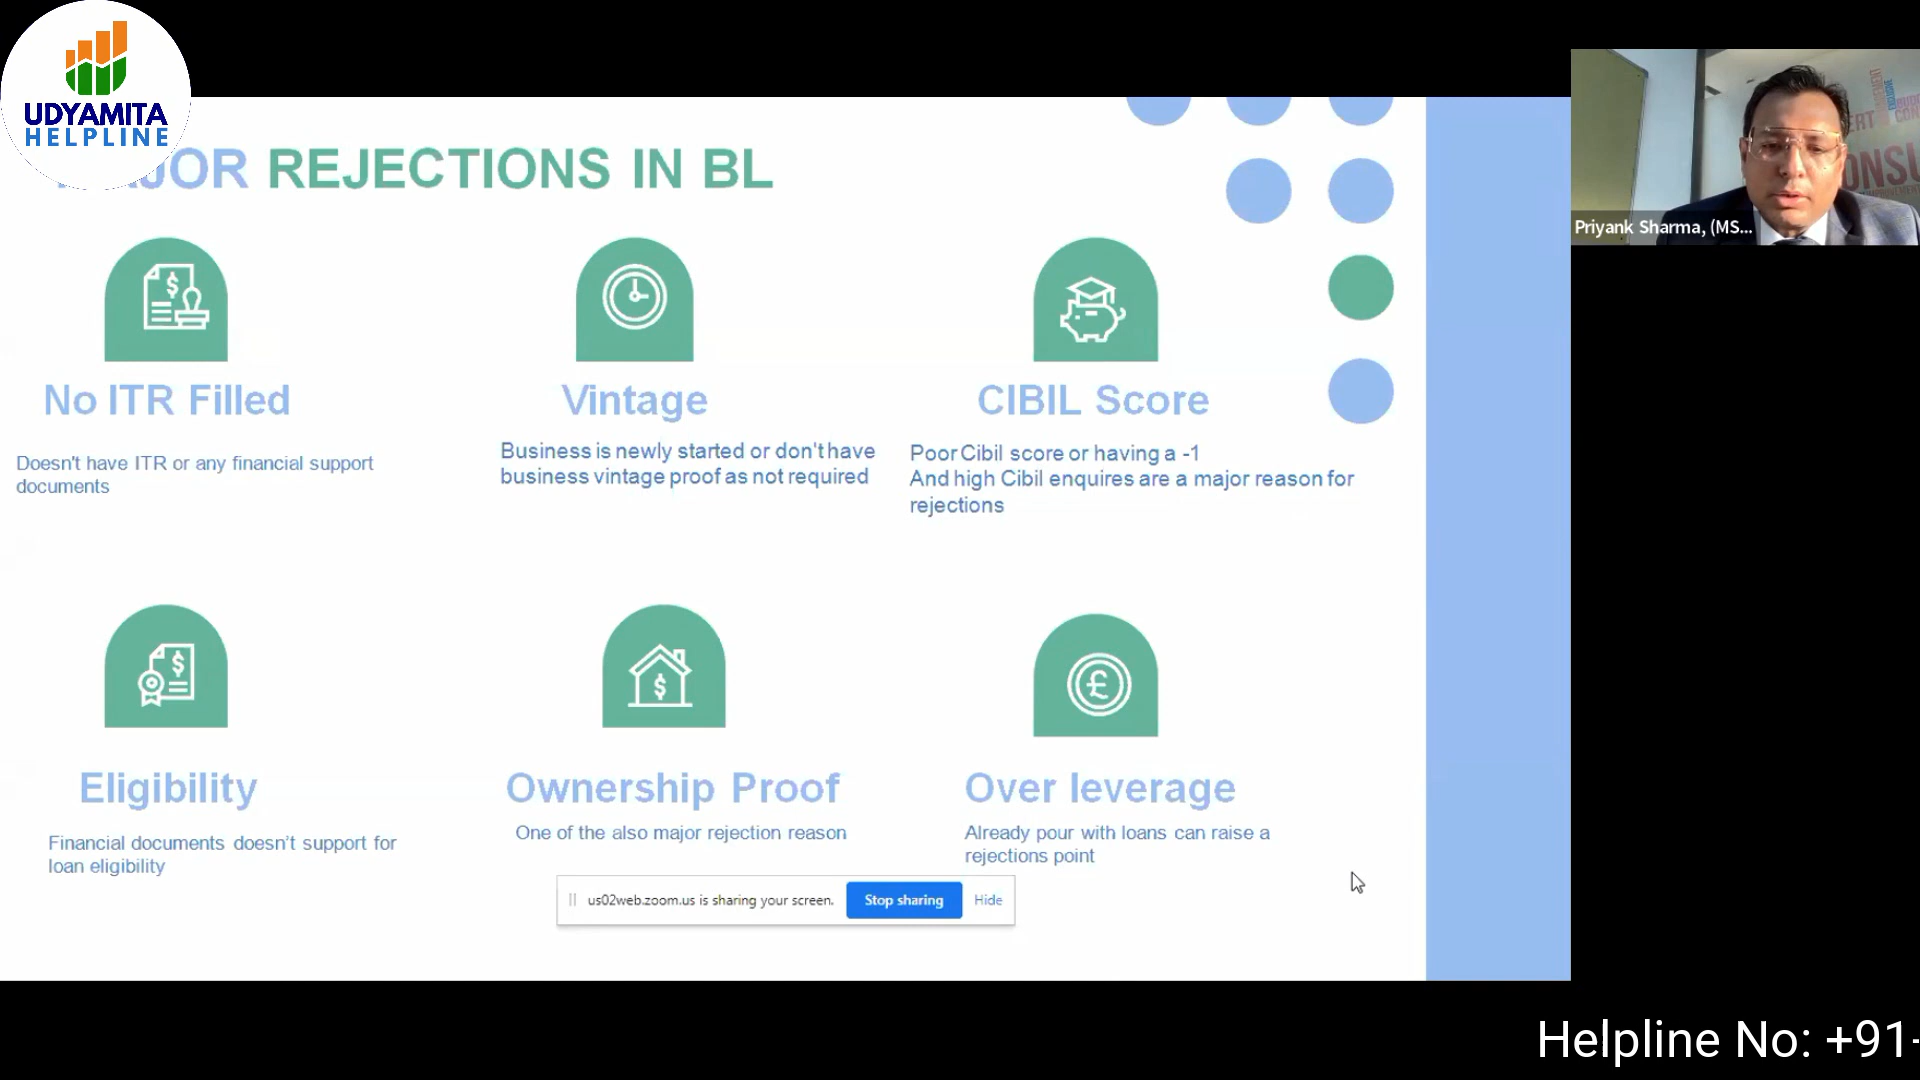 UDYAMITA
HELPLINE
MAJOR REJECTIONS IN BL
No ITR Filled
Doesn't have ITR or any financial support
documents
Vintage
Business is newly started or don't have
business vintage proof as not required
CIBIL Score
Poor Cibil score or having a -1
And high Cibil enquires are a major reason for
rejections
Eligibility
Financial documents doesn't support for
loan eligibility
Ownership Proof
One of the also major rejection reason
Over leverage
Already pour with loans can raise a
rejections point
us02web.zoom.us is sharing your screen.
Stop sharing
Hide
Priyank Sharma, (MS...
CONSU
Helpline No: +91-